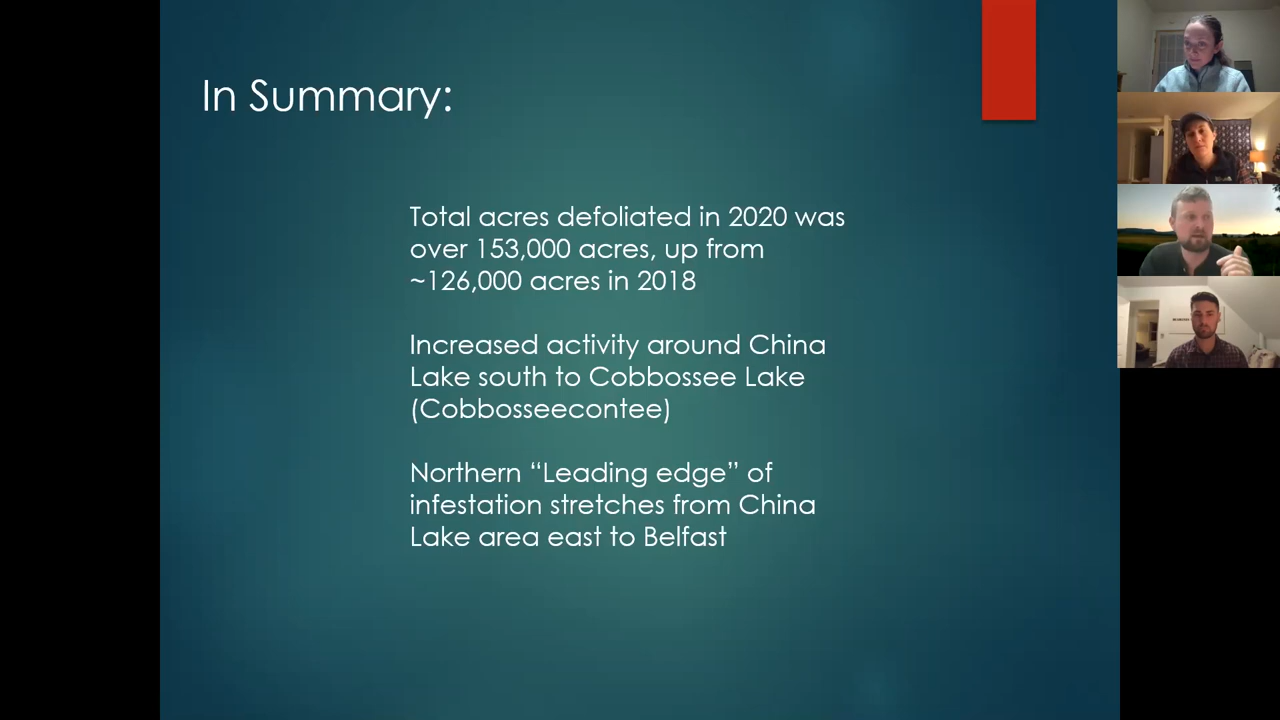 In Summary:
Total acres defoliated in 2020 was
over 153,000 acres, up from
~126,000 acres in 2018
Increased activity around China
Lake south to Cobbossee Lake
(Cobbosseecontee)
Northern “Leading edge” of
infestation stretches from China
Lake area east to Belfast